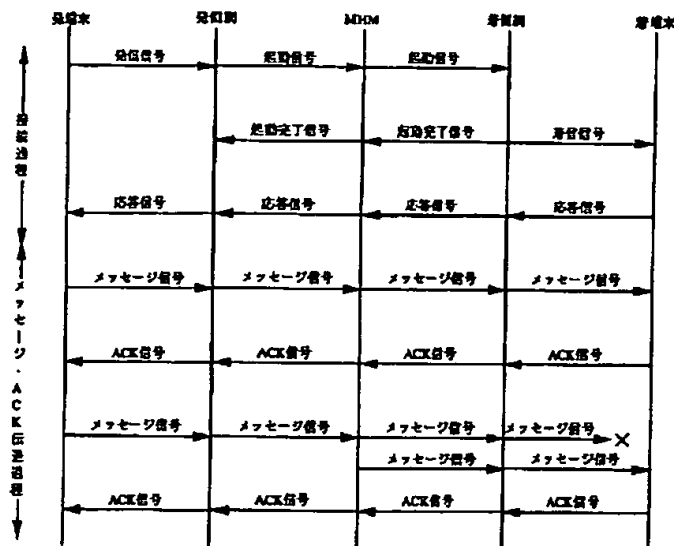 発端末 発側網 MHM 着側網 着端末
発信信号 起動信号 起動信号
起動完了信号 起動完了信号 着信信号
応答信号 応答信号 応答信号 応答信号
メッセージ信号 メッセージ信号 メッセージ信号 メッセージ信号
ACK信号 ACK信号 ACK信号 ACK信号
メッセージ信号 メッセージ信号 メッセージ信号 メッセージ信号
メッセージ信号 メッセージ信号
ACK信号 ACK信号 ACK信号 ACK信号
接続過程
メッセージ・ACK伝送過程